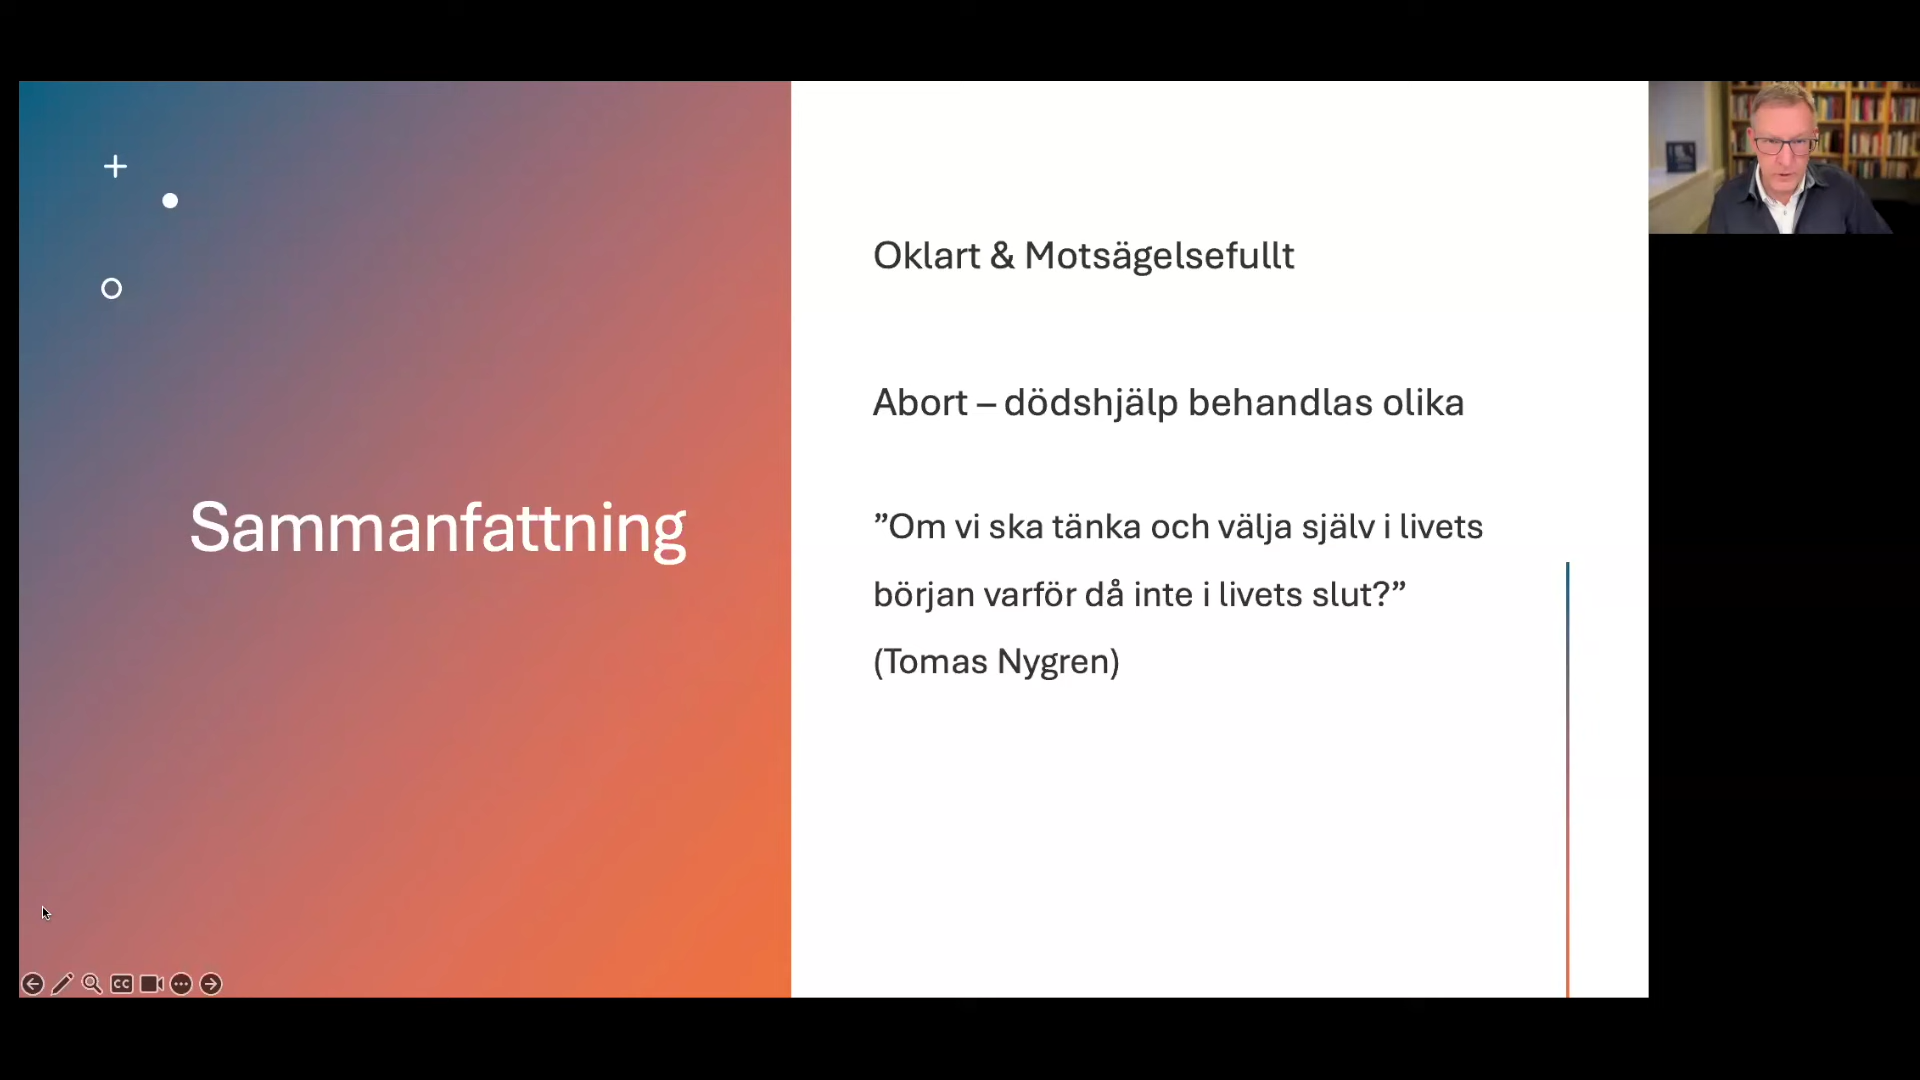 Sammanfattning
Oklart & Motsägelsefullt
Abort – dödshjälp behandlas olika
”Om vi ska tänka och välja själv i livets
början varför då inte i livets slut?”
(Tomas Nygren)
CC